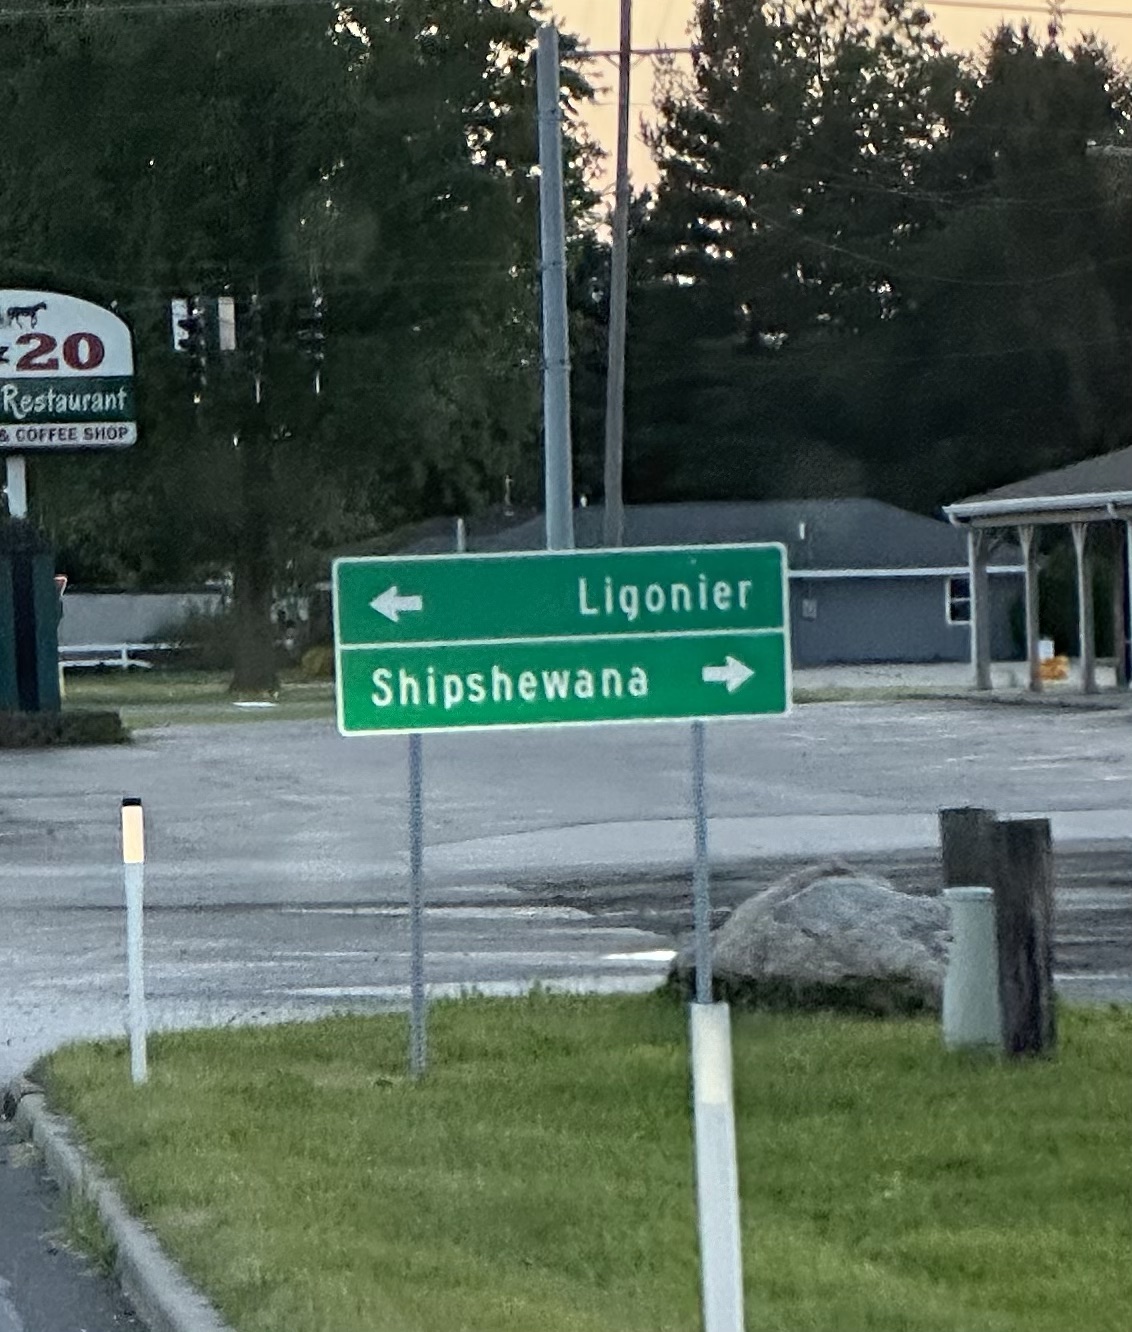 20
Restaurant
& COFFEE SHOP
Ligonier
Shipshewana